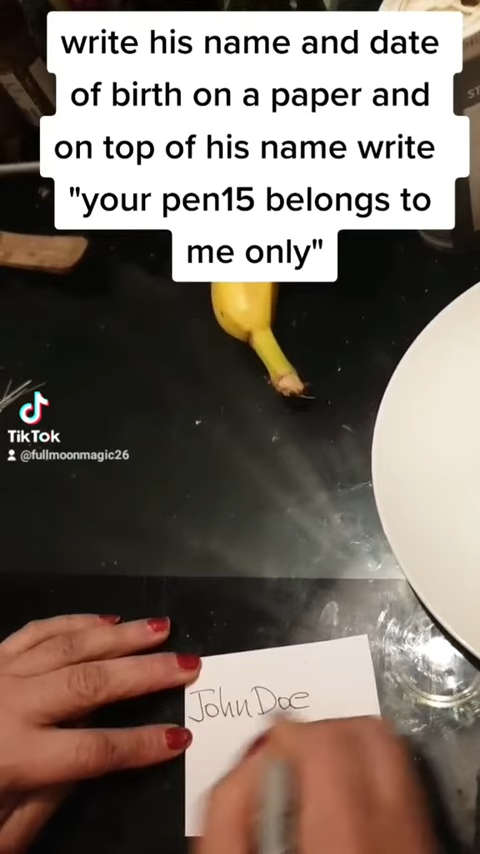 write his name and date
of birth on a paper and
on top of his name write
"your pen15 belongs to
me only"
TikTok
@fullmoonmagic26
John Doe